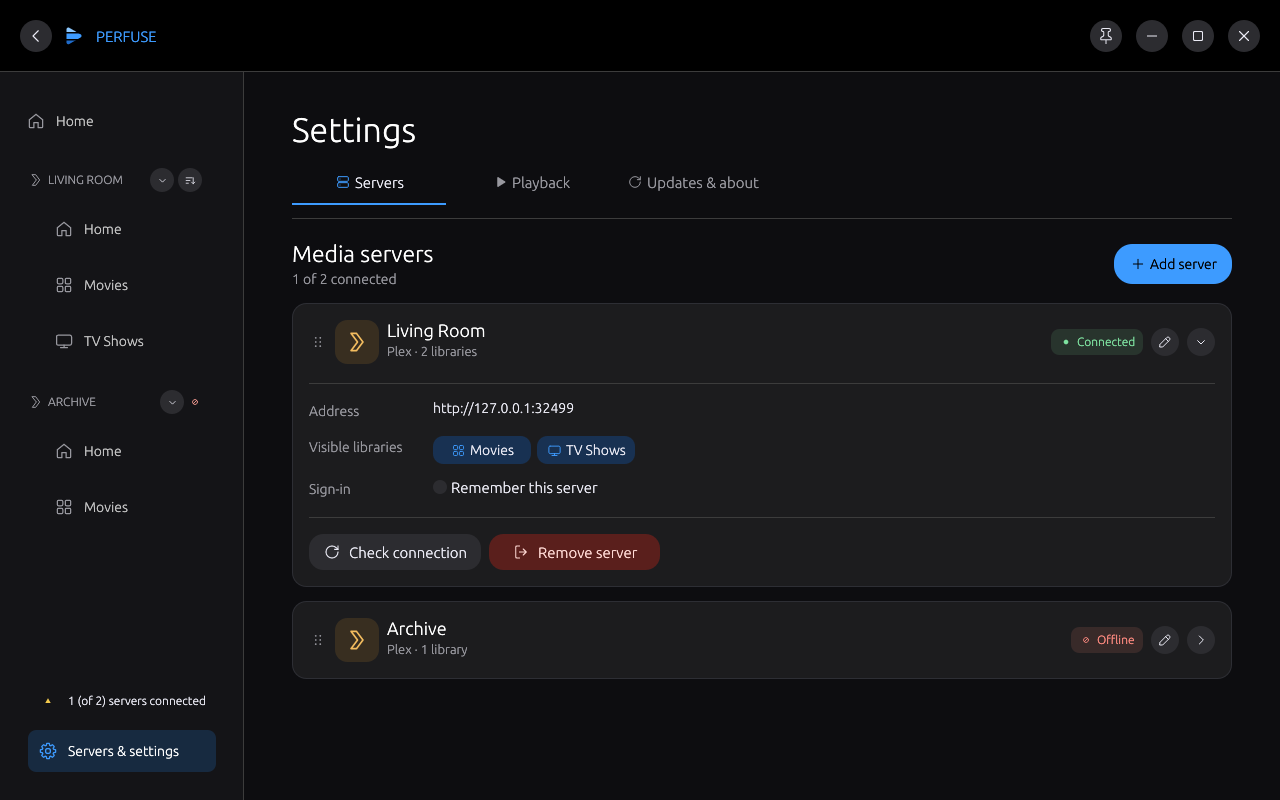 PERFUSE
Home
LIVING ROOM
Home
Movies
TV Shows
ARCHIVE
Home
Movies
1 (of 2) servers connected
Servers & settings
Settings
Servers
Playback
Updates & about
Media servers
1 of 2 connected
Add server
Living Room
Plex · 2 libraries
Connected
Address
http://127.0.0.1:32499
Visible libraries
Movies
TV Shows
Sign-in
Remember this server
Check connection
Remove server
Archive
Plex · 1 library
Offline